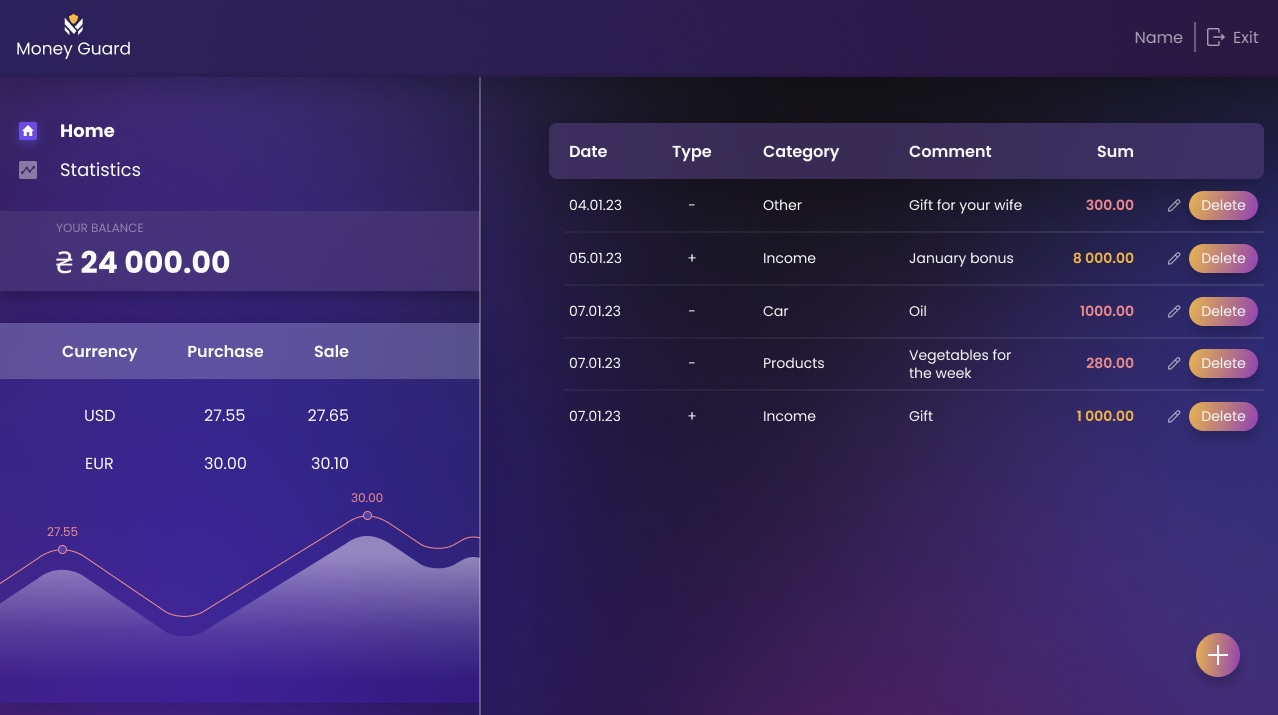 Money Guard
Name Exit
Home
Statistics
YOUR BALANCE
₴ 24 000.00
Currency Purchase Sale
USD 27.55 27.65
EUR 30.00 30.10
27.55
30.00
Date Type Category Comment Sum
04.01.23 - Other Gift for your wife 300.00 Delete
05.01.23 + Income January bonus 8 000.00 Delete
07.01.23 - Car Oil 1000.00 Delete
07.01.23 - Products Vegetables for
the week 280.00 Delete
07.01.23 + Income Gift 1 000.00 Delete